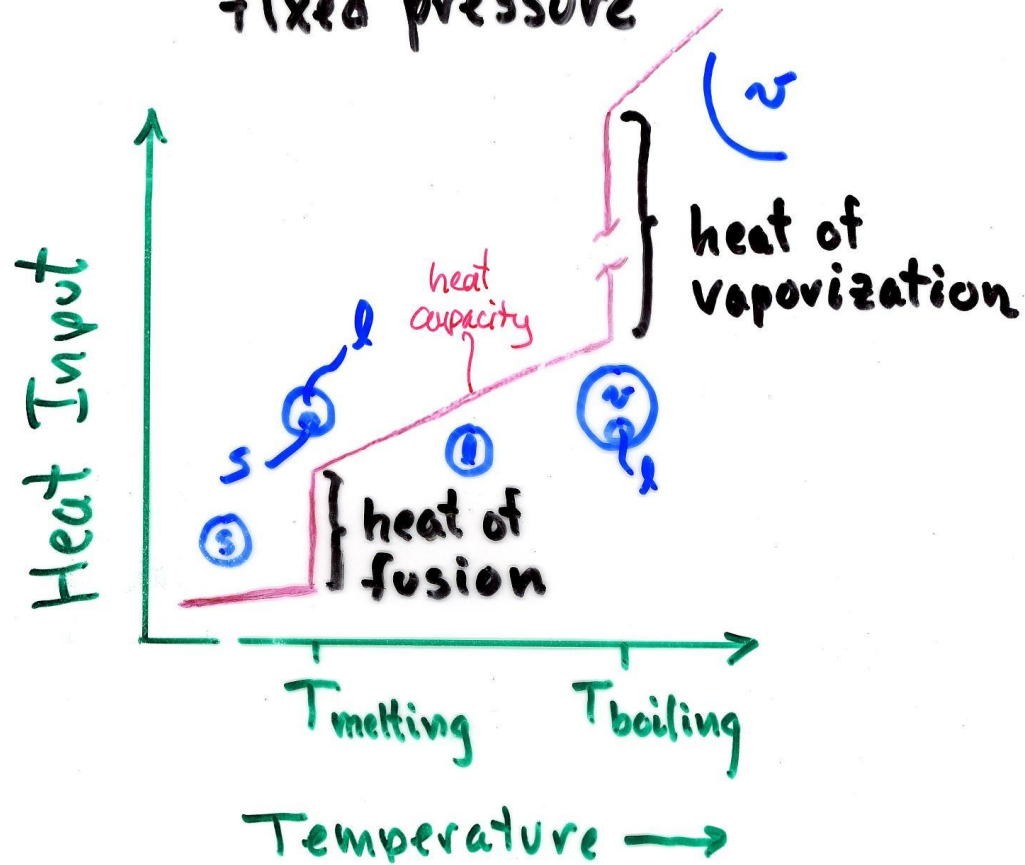 fixed pressure
v
heat of
vaporization
heat
capacity
l
s
v
l
l
s
heat of
fusion
Heat Input
Tmelting
Tboiling
Temperature